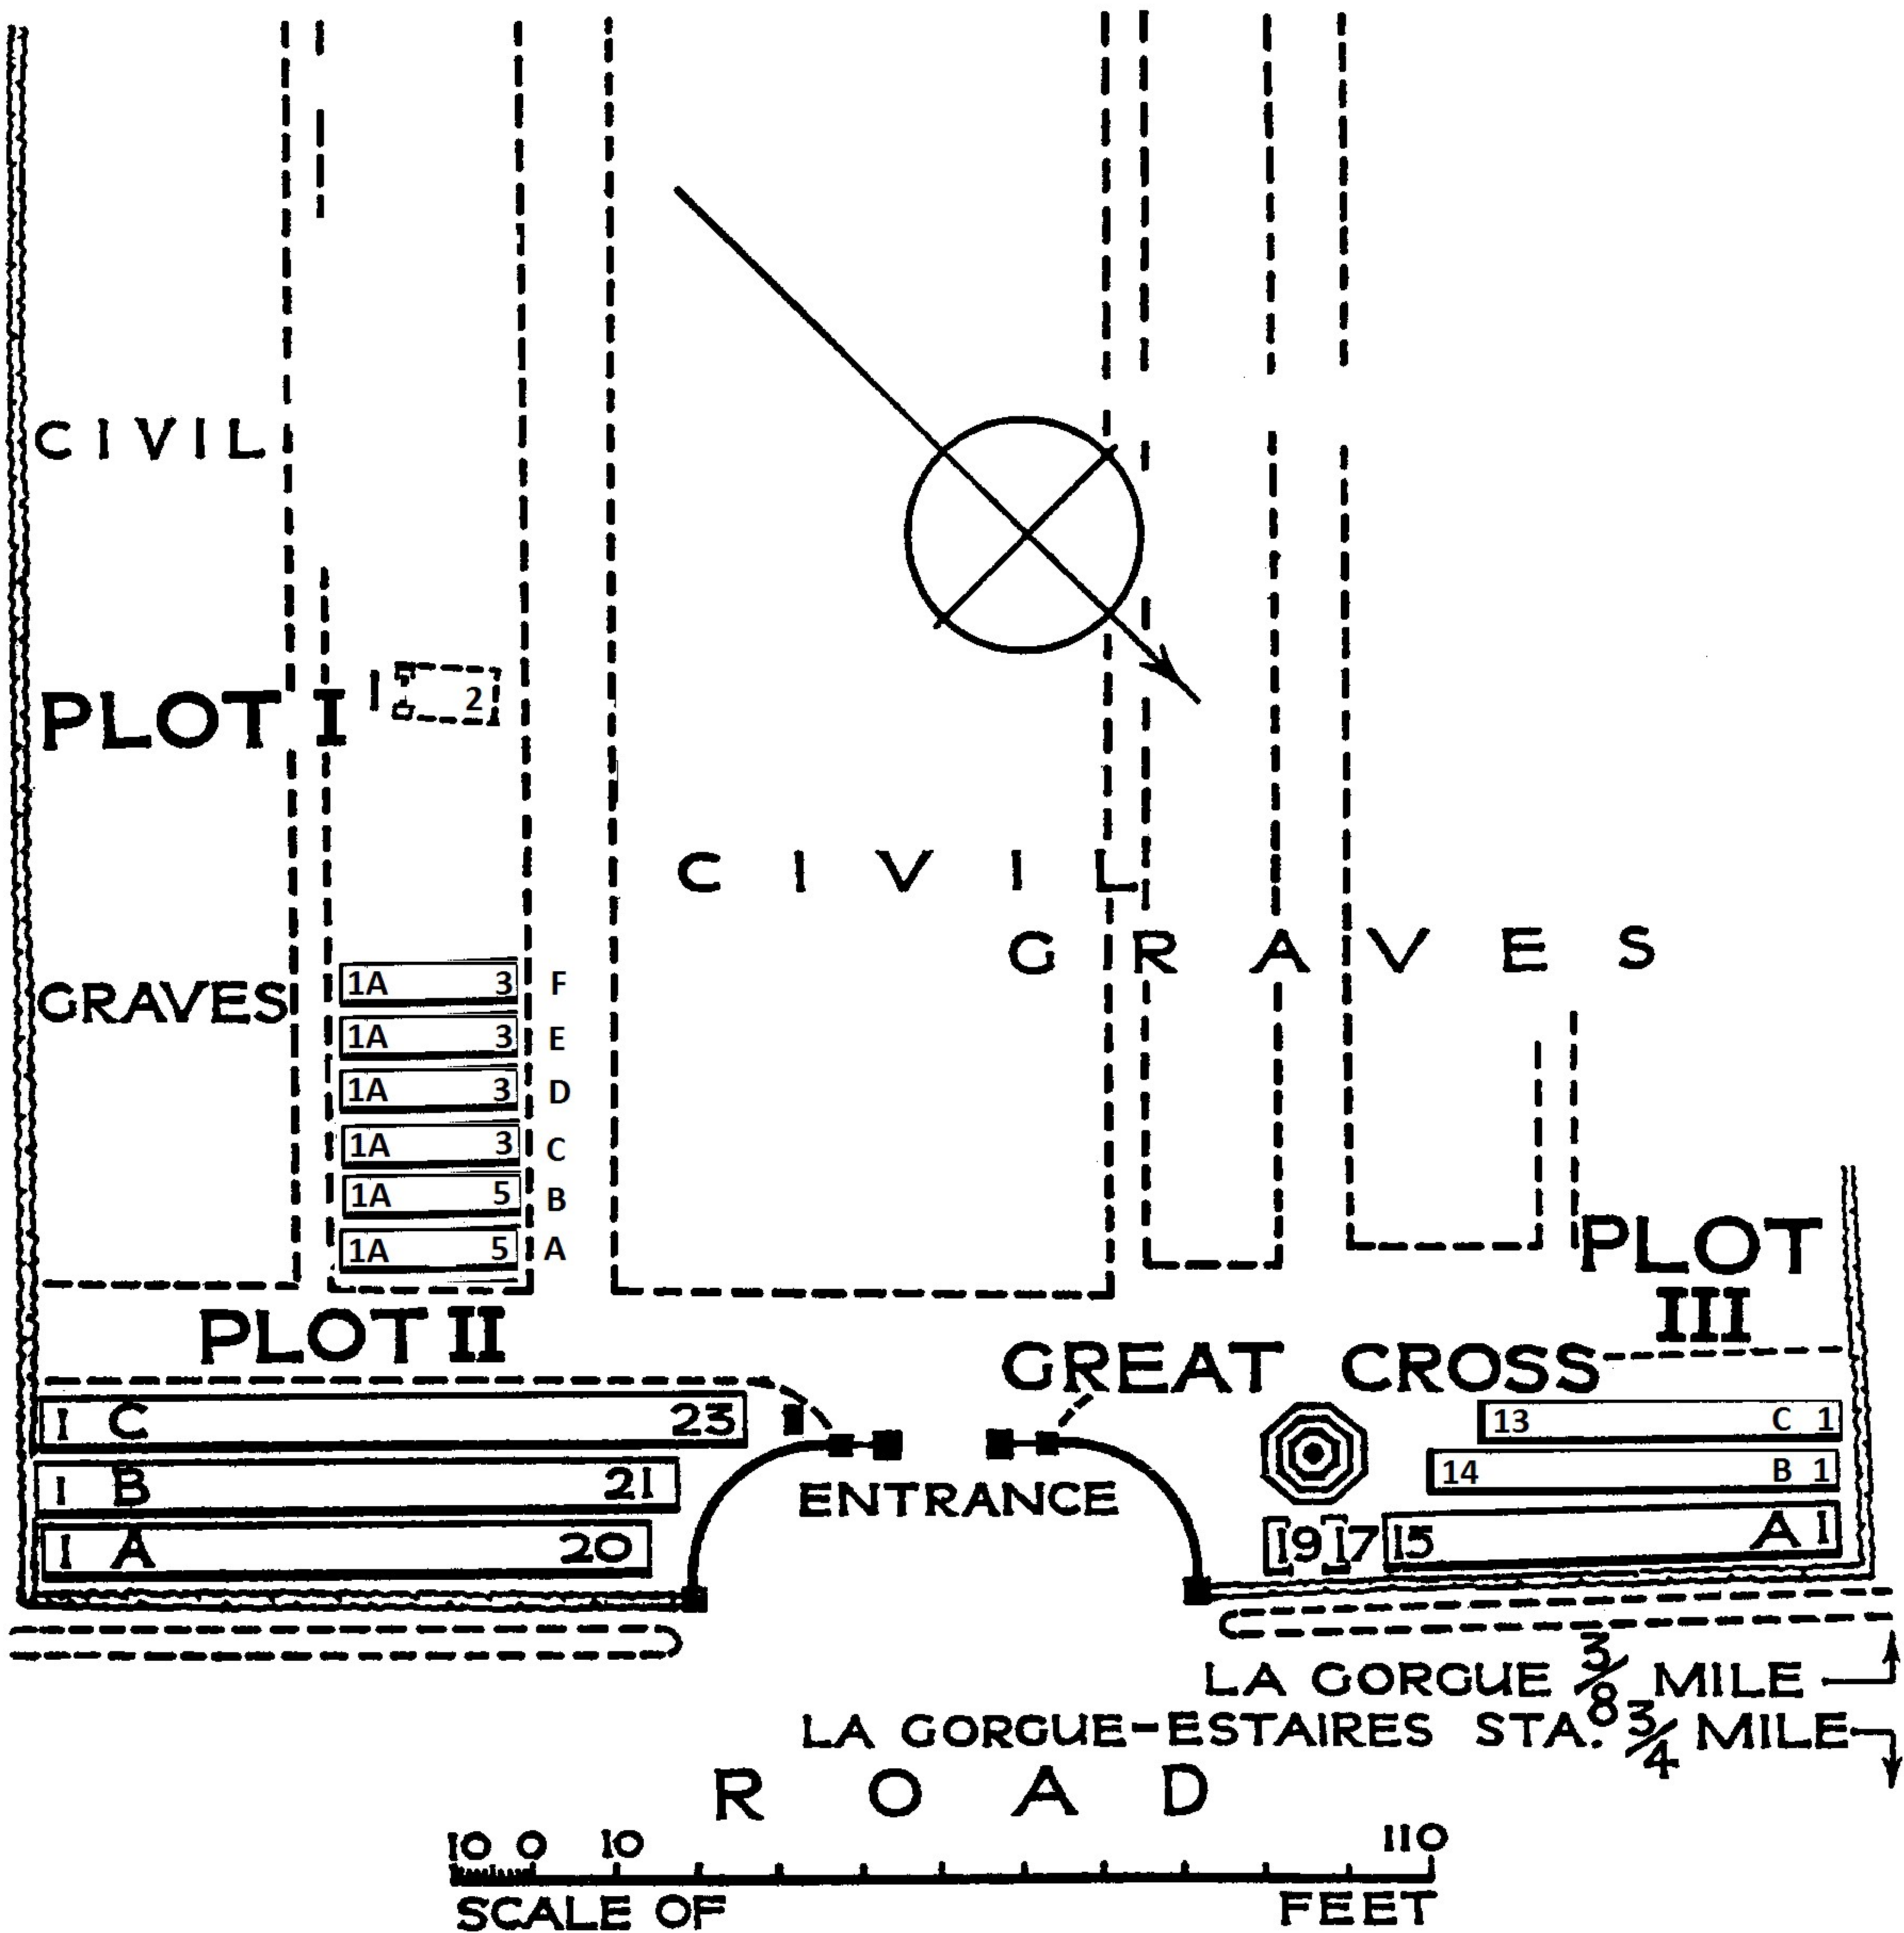 CIVIL
PLOT I
I 2
CIVIL
GRAVES
GRAVES
1A 3 F
1A 3 E
1A 3 D
1A 3 C
1A 5 B
1A 5 A
PLOT
III
PLOT II
GREAT CROSS
I C 23
13 C 1
I B 21
14 B 1
ENTRANCE
I A 20
19 17 15 A I
LA GORGUE 3/8 MILE
LA GORGUE-ESTAIRES STA. 3/4 MILE
ROAD
10 0 10 110
SCALE OF FEET